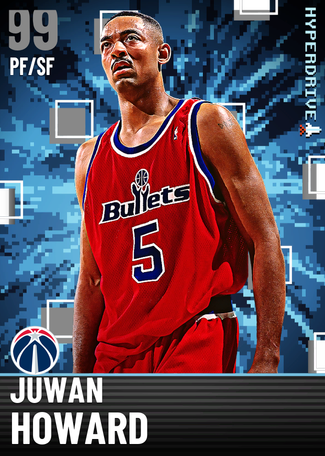 99
PF/SF
HYPERDRIVE
Bullets
5
JUWAN
HOWARD